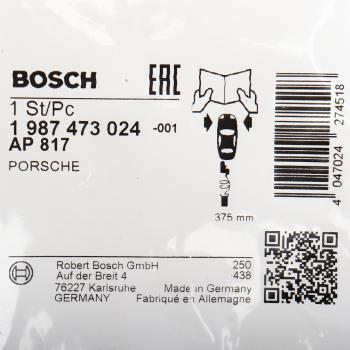 BOSCH EAC
1 St/Pc
1 987 473 024 -001
AP 817
PORSCHE
375 mm
4 047024 274518
Robert Bosch GmbH 250
Auf der Breit 4 438
76227 Karlsruhe Made in Germany
GERMANY Fabriqué en Allemagne